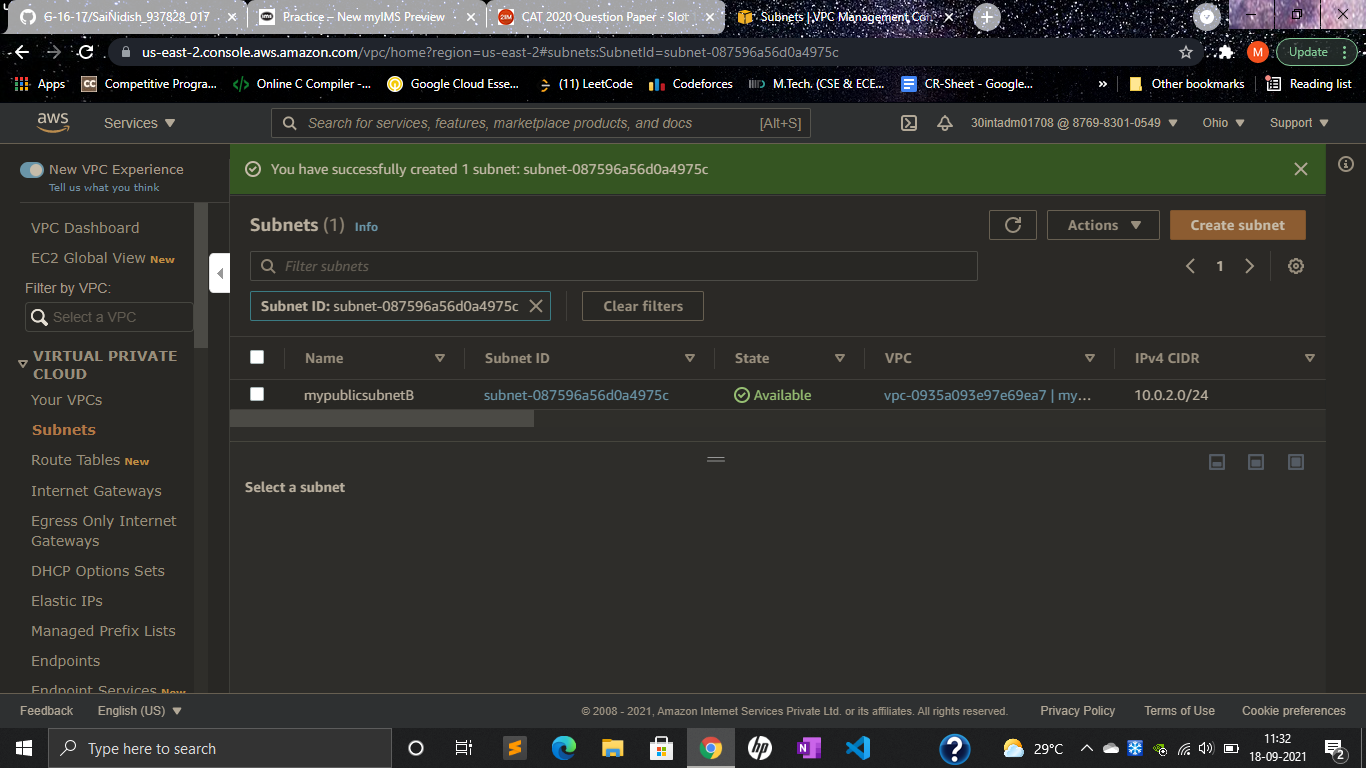 G-16-17/SaiNidish_937828_017
Practice – New myIMS Preview
CAT 2020 Question Paper - Slot
Subnets | VPC Management Co
us-east-2.console.aws.amazon.com/vpc/home?region=us-east-2#subnets:SubnetId=subnet-087596a56d0a4975c
M
Update
Apps
CC
Competitive Progra...
Online C Compiler -...
Google Cloud Esse...
(11) LeetCode
Codeforces
M.Tech. (CSE & ECE...
CR-Sheet - Google...
»
Other bookmarks
Reading list
aws
Services
Search for services, features, marketplace products, and docs
[Alt+S]
30intadm01708 @ 8769-8301-0549
Ohio
Support
New VPC Experience
Tell us what you think
You have successfully created 1 subnet: subnet-087596a56d0a4975c
VPC Dashboard
EC2 Global View New
Filter by VPC:
Select a VPC
VIRTUAL PRIVATE
CLOUD
Your VPCs
Subnets
Route Tables New
Internet Gateways
Egress Only Internet
Gateways
DHCP Options Sets
Elastic IPs
Managed Prefix Lists
Endpoints
Endpoint Services New
Subnets (1) Info
Actions
Create subnet
Filter subnets
1
Subnet ID: subnet-087596a56d0a4975c
Clear filters
Name
Subnet ID
State
VPC
IPv4 CIDR
mypublicsubnetB
subnet-087596a56d0a4975c
Available
vpc-0935a093e97e69ea7 | my...
10.0.2.0/24
Select a subnet
Feedback
English (US)
© 2008 - 2021, Amazon Internet Services Private Ltd. or its affiliates. All rights reserved.
Privacy Policy
Terms of Use
Cookie preferences
Type here to search
29°C
11:32
18-09-2021
2